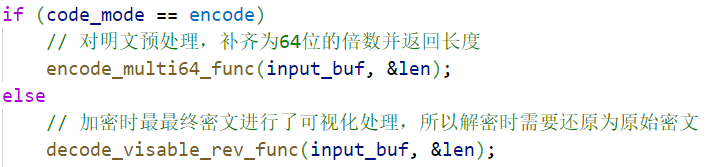 if (code_mode == encode)
// 对明文预处理，补齐为64位的倍数并返回长度
encode_multi64_func(input_buf, &len);
else
// 加密时最最终密文进行了可视化处理，所以解密时需要还原为原始密文
decode_visable_rev_func(input_buf, &len);